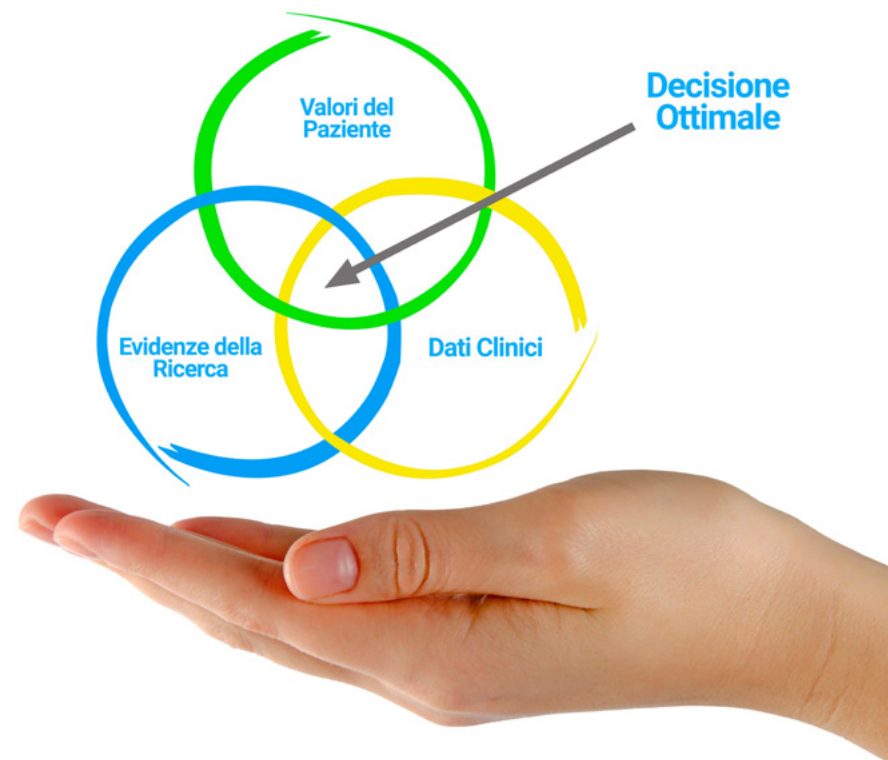 Valori del
Paziente
Decisione
Ottimale
Evidenze della
Ricerca
Dati Clinici